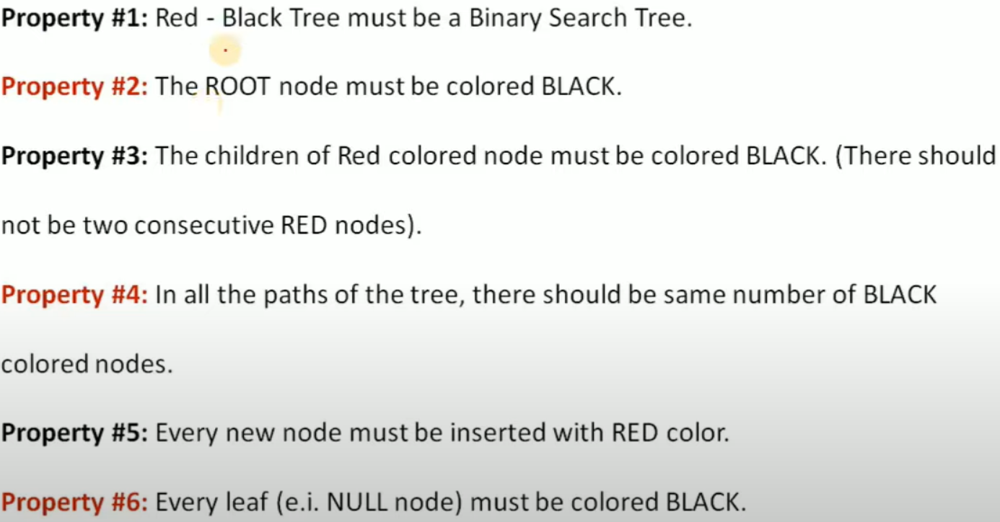 Property #1: Red - Black Tree must be a Binary Search Tree.
Property #2: The ROOT node must be colored BLACK.
Property #3: The children of Red colored node must be colored BLACK. (There should
not be two consecutive RED nodes).
Property #4: In all the paths of the tree, there should be same number of BLACK
colored nodes.
Property #5: Every new node must be inserted with RED color.
Property #6: Every leaf (e.i. NULL node) must be colored BLACK.